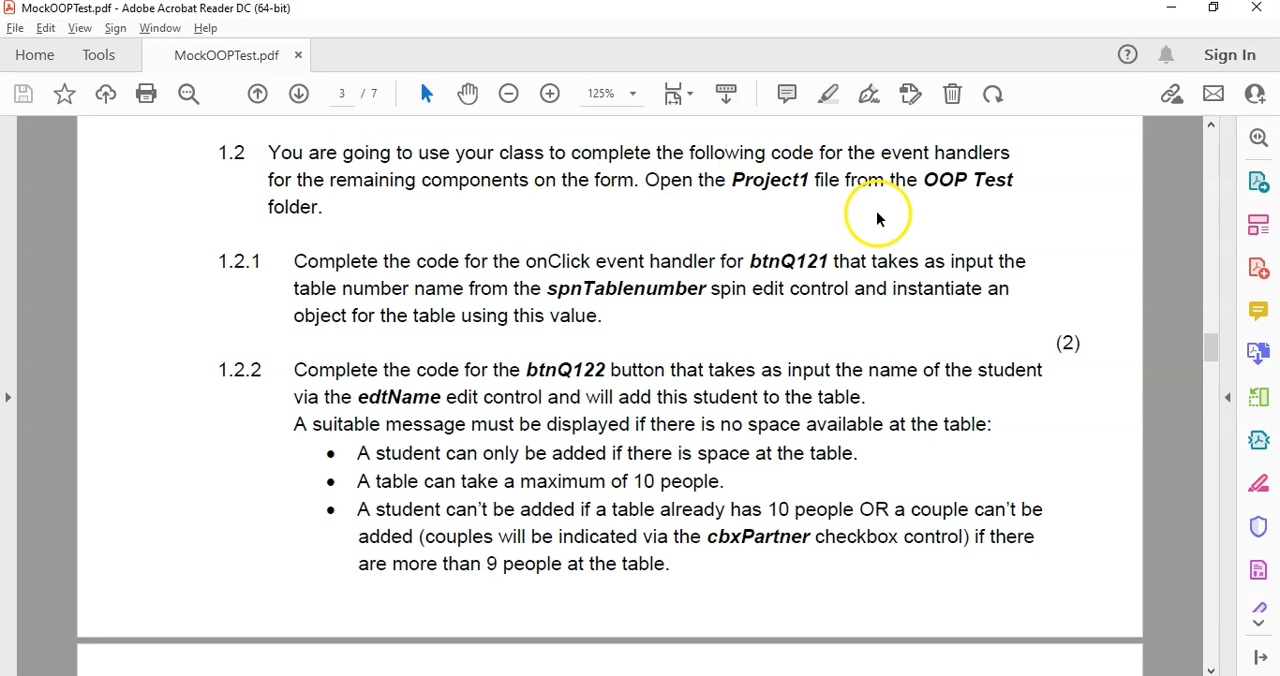 MockOOPTest.pdf - Adobe Acrobat Reader DC (64-bit)
File Edit View Sign Window Help
Home Tools MockOOPTest.pdf × Sign In
3 / 7 125%
1.2 You are going to use your class to complete the following code for the event handlers
for the remaining components on the form. Open the Project1 file from the OOP Test
folder.
1.2.1 Complete the code for the onClick event handler for btnQ121 that takes as input the
table number name from the spnTablenumber spin edit control and instantiate an
object for the table using this value.
(2)
1.2.2 Complete the code for the btnQ122 button that takes as input the name of the student
via the edtName edit control and will add this student to the table.
A suitable message must be displayed if there is no space available at the table:
• A student can only be added if there is space at the table.
• A table can take a maximum of 10 people.
• A student can't be added if a table already has 10 people OR a couple can't be
added (couples will be indicated via the cbxPartner checkbox control) if there
are more than 9 people at the table.